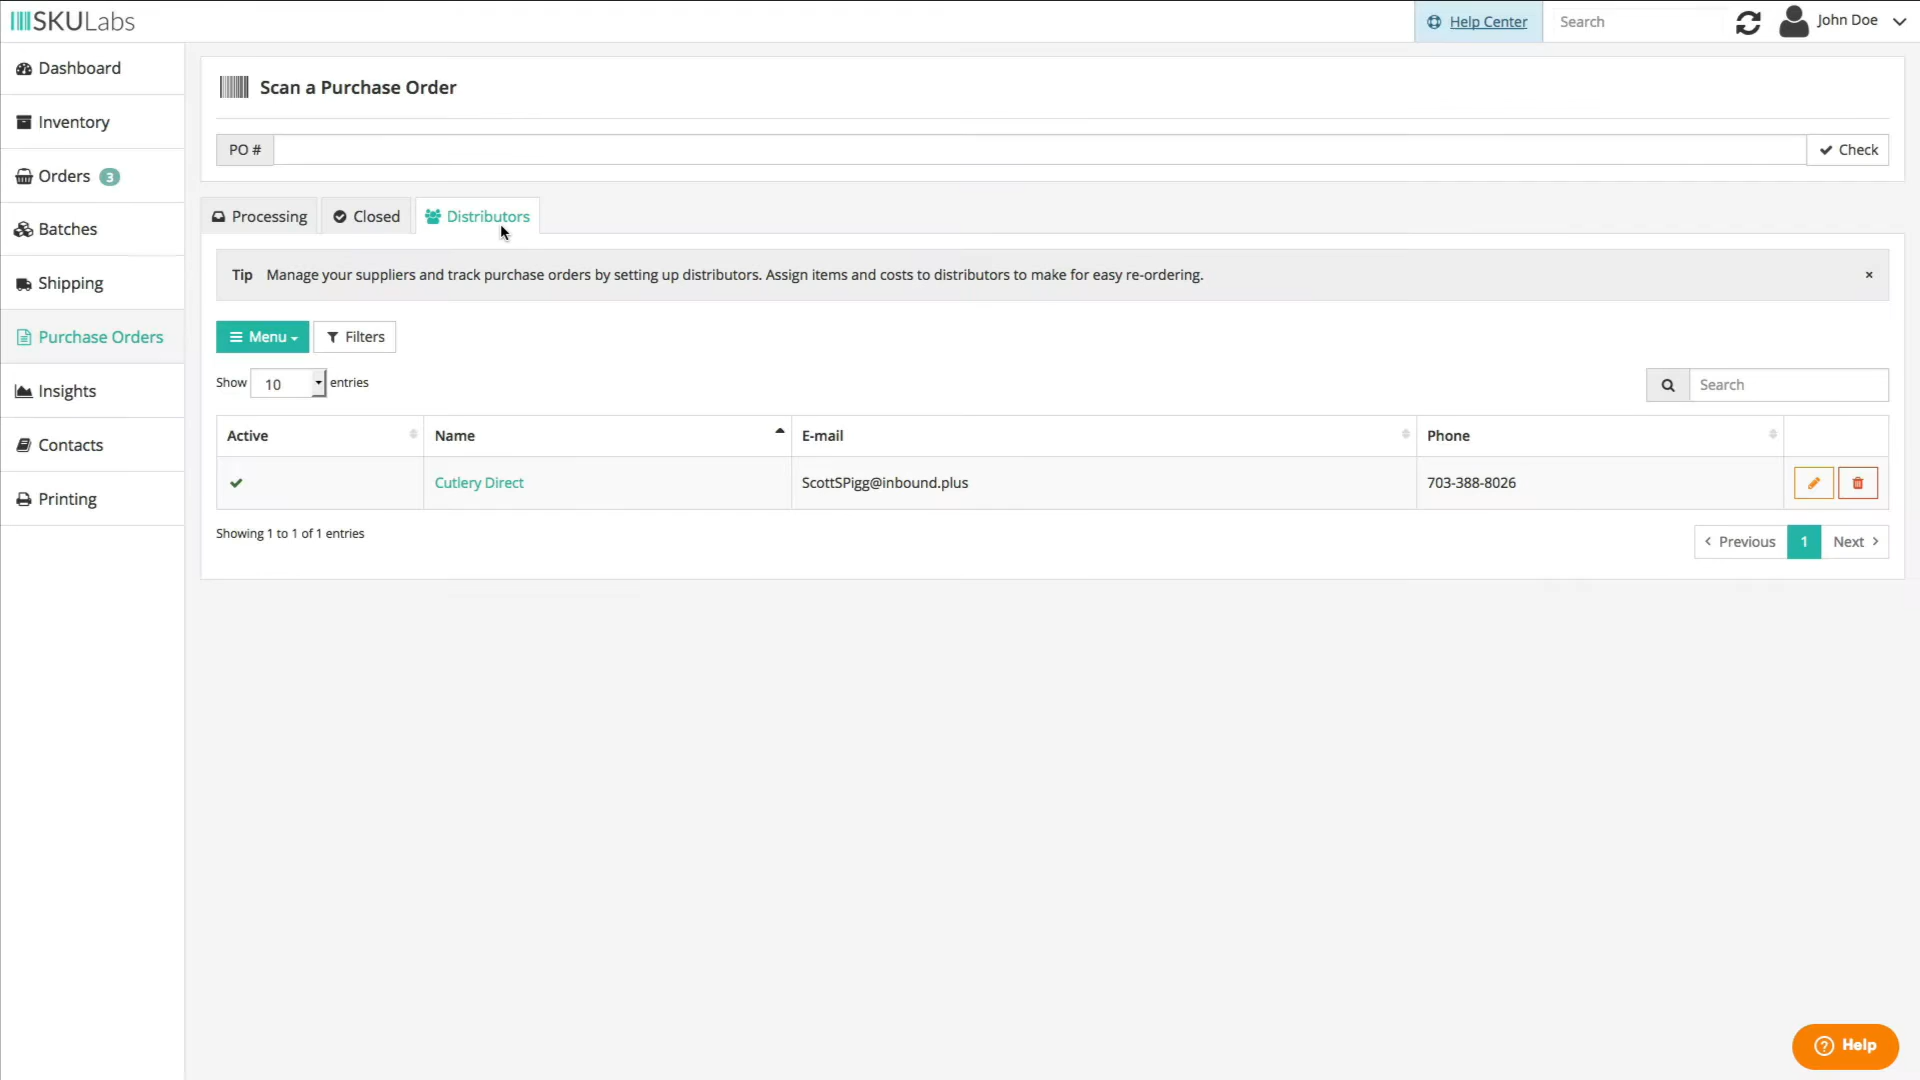 SKULabs
Help Center
Search
John Doe
Dashboard
Inventory
Orders 3
Batches
Shipping
Purchase Orders
Insights
Contacts
Printing
Scan a Purchase Order
PO #
Check
Processing
Closed
Distributors
Tip Manage your suppliers and track purchase orders by setting up distributors. Assign items and costs to distributors to make for easy re-ordering. ×
Menu
Filters
Show 10 entries
Search
Active Name E-mail Phone
Cutlery Direct ScottSPigg@inbound.plus 703-388-8026
Showing 1 to 1 of 1 entries
Previous 1 Next
Help